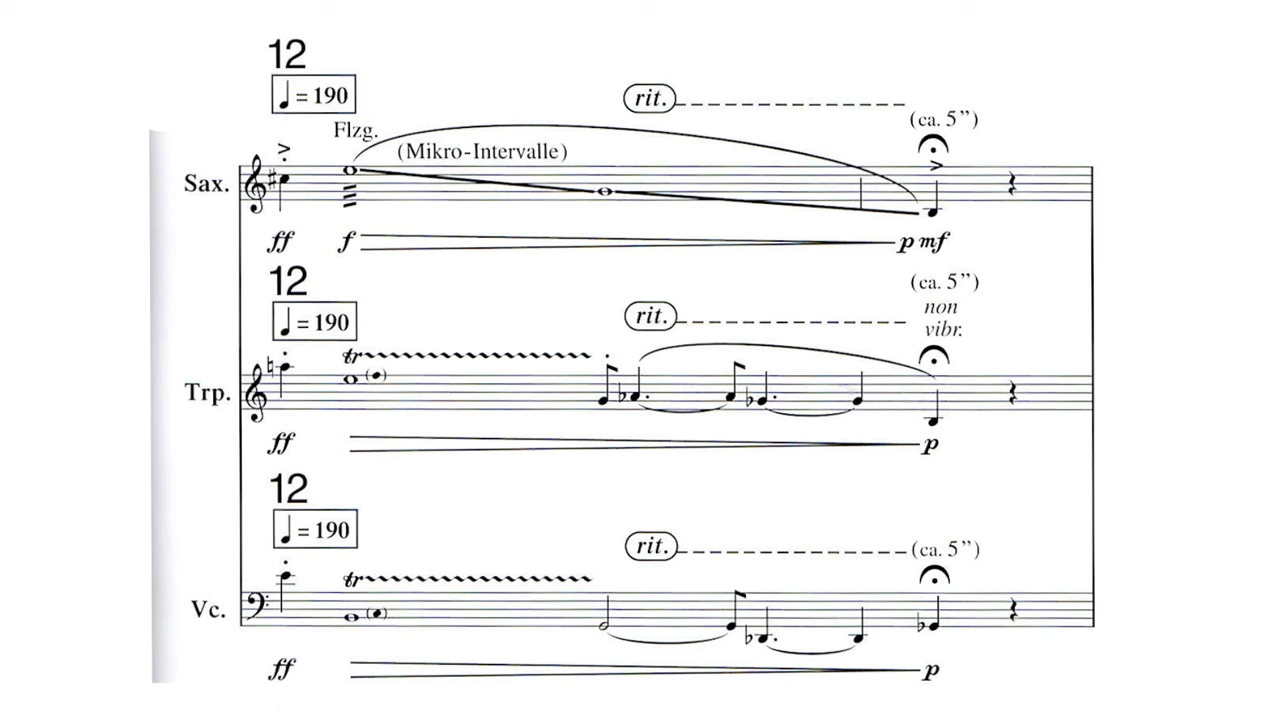 12
♩ = 190
rit.
(ca. 5”)
Flzg.
(Mikro-Intervalle)
Sax.
ff f p mf
12
♩ = 190
rit.
(ca. 5”)
non
vibr.
tr
Trp.
ff p
12
♩ = 190
rit.
(ca. 5”)
tr
Vc.
ff p